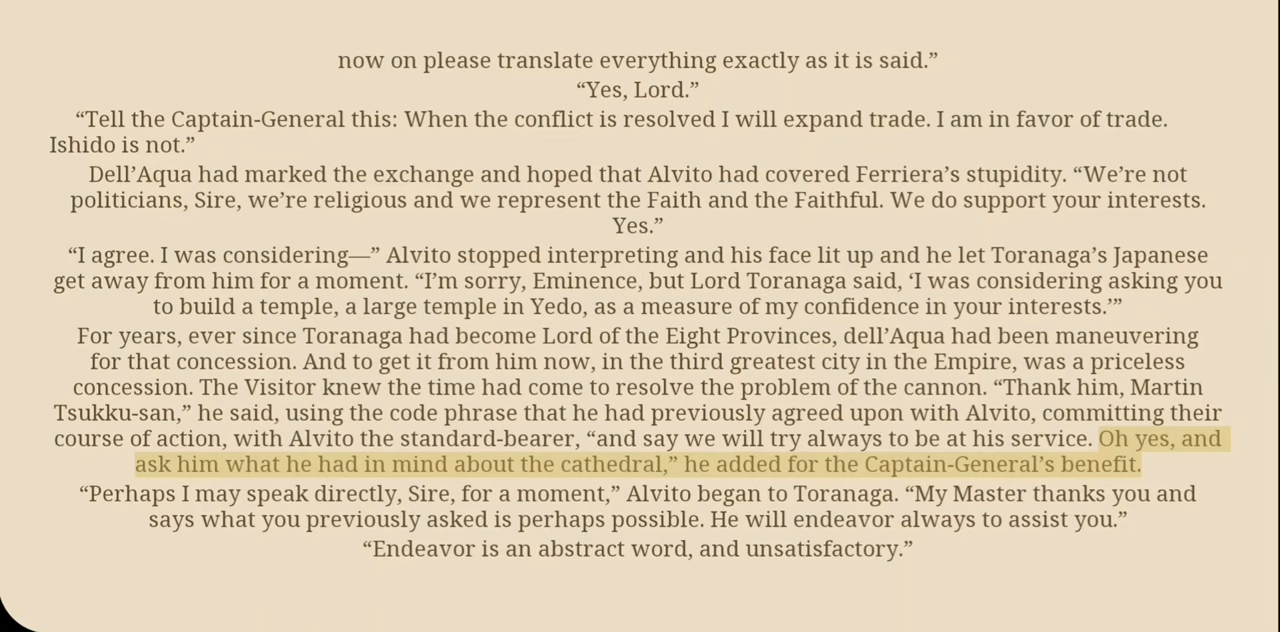 now on please translate everything exactly as it is said.”
“Yes, Lord.”
“Tell the Captain-General this: When the conflict is resolved I will expand trade. I am in favor of trade.
Ishido is not.”
Dell’Aqua had marked the exchange and hoped that Alvito had covered Ferriera’s stupidity. “We’re not
politicians, Sire, we’re religious and we represent the Faith and the Faithful. We do support your interests.
Yes.”
“I agree. I was considering—” Alvito stopped interpreting and his face lit up and he let Toranaga’s Japanese
get away from him for a moment. “I’m sorry, Eminence, but Lord Toranaga said, ‘I was considering asking you
to build a temple, a large temple in Yedo, as a measure of my confidence in your interests.’”
For years, ever since Toranaga had become Lord of the Eight Provinces, dell’Aqua had been maneuvering
for that concession. And to get it from him now, in the third greatest city in the Empire, was a priceless
concession. The Visitor knew the time had come to resolve the problem of the cannon. “Thank him, Martin
Tsukku-san,” he said, using the code phrase that he had previously agreed upon with Alvito, committing their
course of action, with Alvito the standard-bearer, “and say we will try always to be at his service. Oh yes, and
ask him what he had in mind about the cathedral,” he added for the Captain-General’s benefit.
“Perhaps I may speak directly, Sire, for a moment,” Alvito began to Toranaga. “My Master thanks you and
says what you previously asked is perhaps possible. He will endeavor always to assist you.”
“Endeavor is an abstract word, and unsatisfactory.”